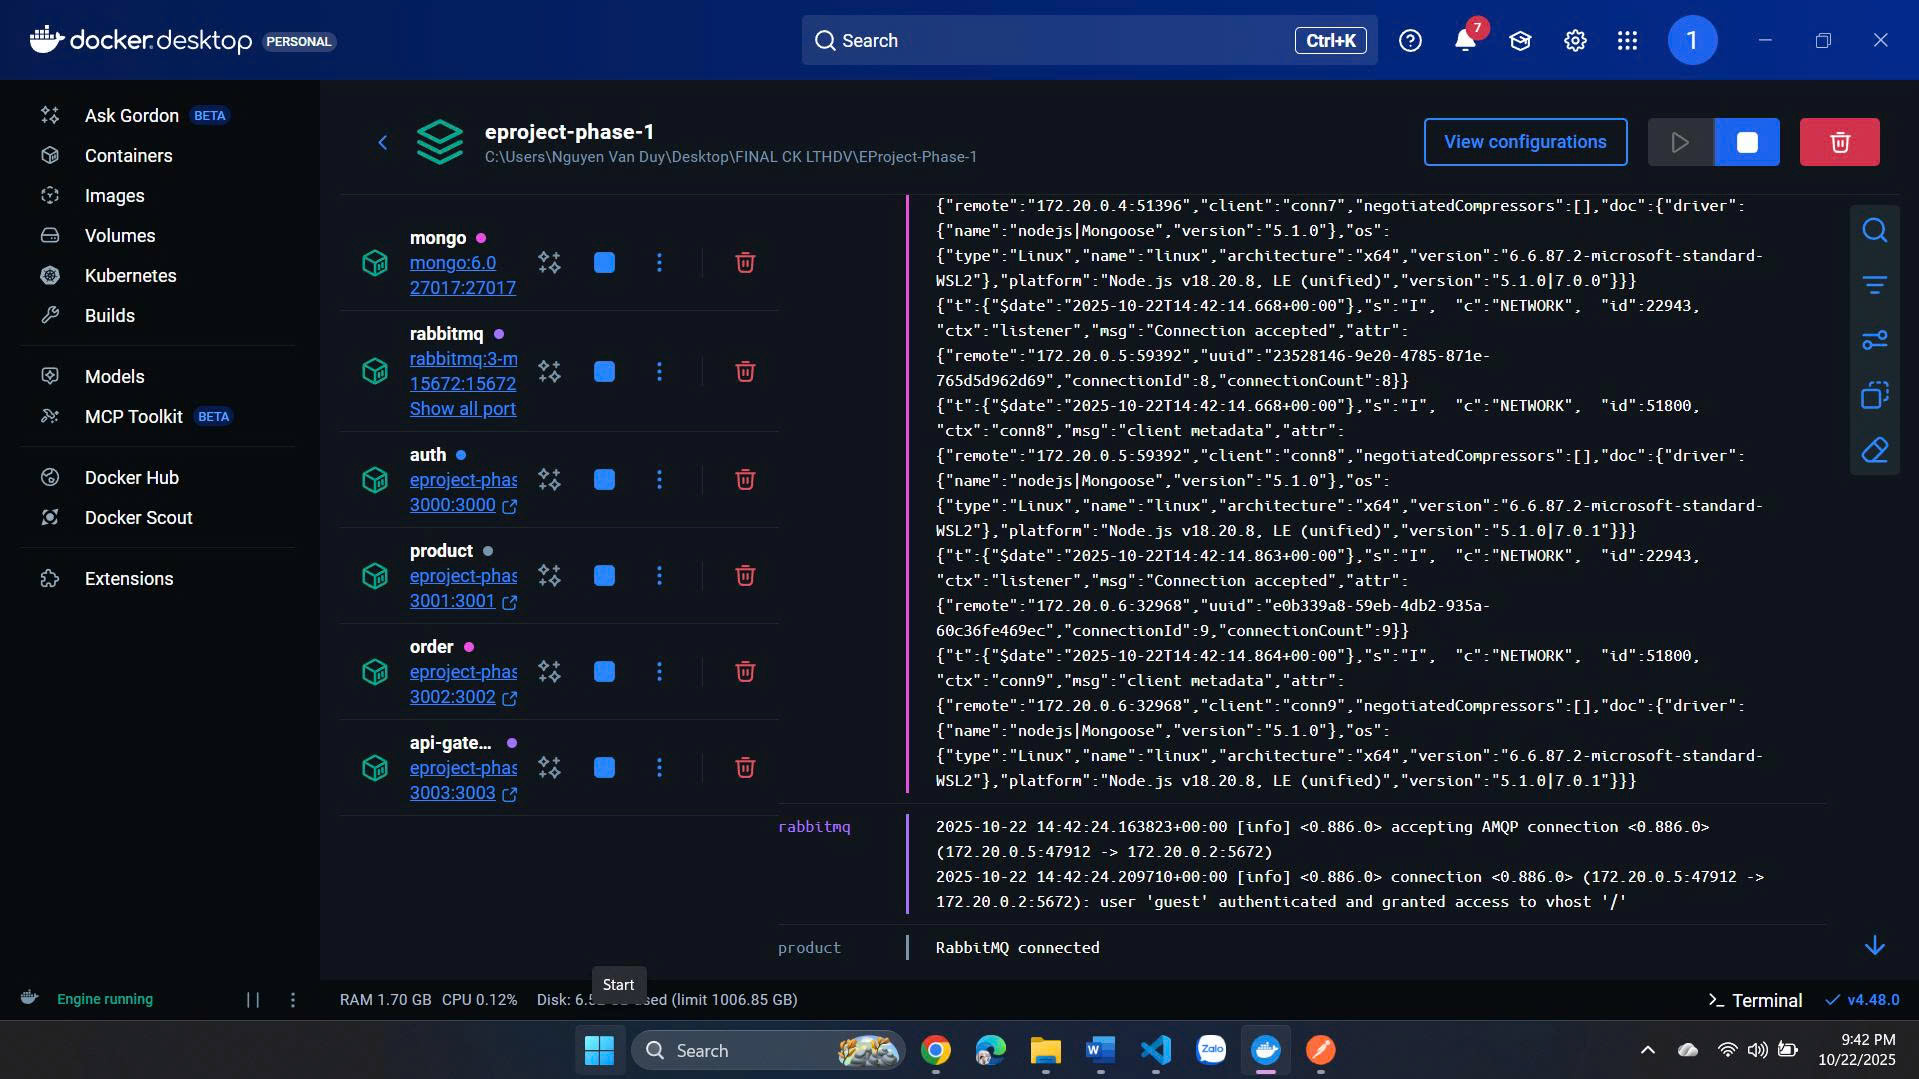 docker.desktop PERSONAL
Search
Ctrl+K
7
1
Ask Gordon BETA
Containers
Images
Volumes
Kubernetes
Builds
Models
MCP Toolkit BETA
Docker Hub
Docker Scout
Extensions
eproject-phase-1
C:\Users\Nguyen Van Duy\Desktop\FINAL CK LTHDV\EProject-Phase-1
View configurations
mongo
mongo:6.0
27017:27017
rabbitmq
rabbitmq:3-m
15672:15672
Show all port
auth
eproject-phas
3000:3000
product
eproject-phas
3001:3001
order
eproject-phas
3002:3002
api-gate...
eproject-phas
3003:3003
{"remote":"172.20.0.4:51396","client":"conn7","negotiatedCompressors":[],"doc":{"driver":
{"name":"nodejs|Mongoose","version":"5.1.0"},"os":
{"type":"Linux","name":"linux","architecture":"x64","version":"6.6.87.2-microsoft-standard-
WSL2"},"platform":"Node.js v18.20.8, LE (unified)","version":"5.1.0|7.0.0"}}}
{"t":{"$date":"2025-10-22T14:42:14.668+00:00"},"s":"I", "c":"NETWORK", "id":22943,
"ctx":"listener","msg":"Connection accepted","attr":
{"remote":"172.20.0.5:59392","uuid":"23528146-9e20-4785-871e-
765d5d962d69","connectionId":8,"connectionCount":8}}
{"t":{"$date":"2025-10-22T14:42:14.668+00:00"},"s":"I", "c":"NETWORK", "id":51800,
"ctx":"conn8","msg":"client metadata","attr":
{"remote":"172.20.0.5:59392","client":"conn8","negotiatedCompressors":[],"doc":{"driver":
{"name":"nodejs|Mongoose","version":"5.1.0"},"os":
{"type":"Linux","name":"linux","architecture":"x64","version":"6.6.87.2-microsoft-standard-
WSL2"},"platform":"Node.js v18.20.8, LE (unified)","version":"5.1.0|7.0.1"}}}
{"t":{"$date":"2025-10-22T14:42:14.863+00:00"},"s":"I", "c":"NETWORK", "id":22943,
"ctx":"listener","msg":"Connection accepted","attr":
{"remote":"172.20.0.6:32968","uuid":"e0b339a8-59eb-4db2-935a-
60c36fe469ec","connectionId":9,"connectionCount":9}}
{"t":{"$date":"2025-10-22T14:42:14.864+00:00"},"s":"I", "c":"NETWORK", "id":51800,
"ctx":"conn9","msg":"client metadata","attr":
{"remote":"172.20.0.6:32968","client":"conn9","negotiatedCompressors":[],"doc":{"driver":
{"name":"nodejs|Mongoose","version":"5.1.0"},"os":
{"type":"Linux","name":"linux","architecture":"x64","version":"6.6.87.2-microsoft-standard-
WSL2"},"platform":"Node.js v18.20.8, LE (unified)","version":"5.1.0|7.0.1"}}}
rabbitmq
2025-10-22 14:42:24.163823+00:00 [info] <0.886.0> accepting AMQP connection <0.886.0>
(172.20.0.5:47912 -> 172.20.0.2:5672)
2025-10-22 14:42:24.209710+00:00 [info] <0.886.0> connection <0.886.0> (172.20.0.5:47912 ->
172.20.0.2:5672): user 'guest' authenticated and granted access to vhost '/'
product
RabbitMQ connected
Start
Engine running
RAM 1.70 GB CPU 0.12% Disk: used (limit 1006.85 GB)
Terminal
v4.48.0
Search
Zalo
9:42 PM
10/22/2025